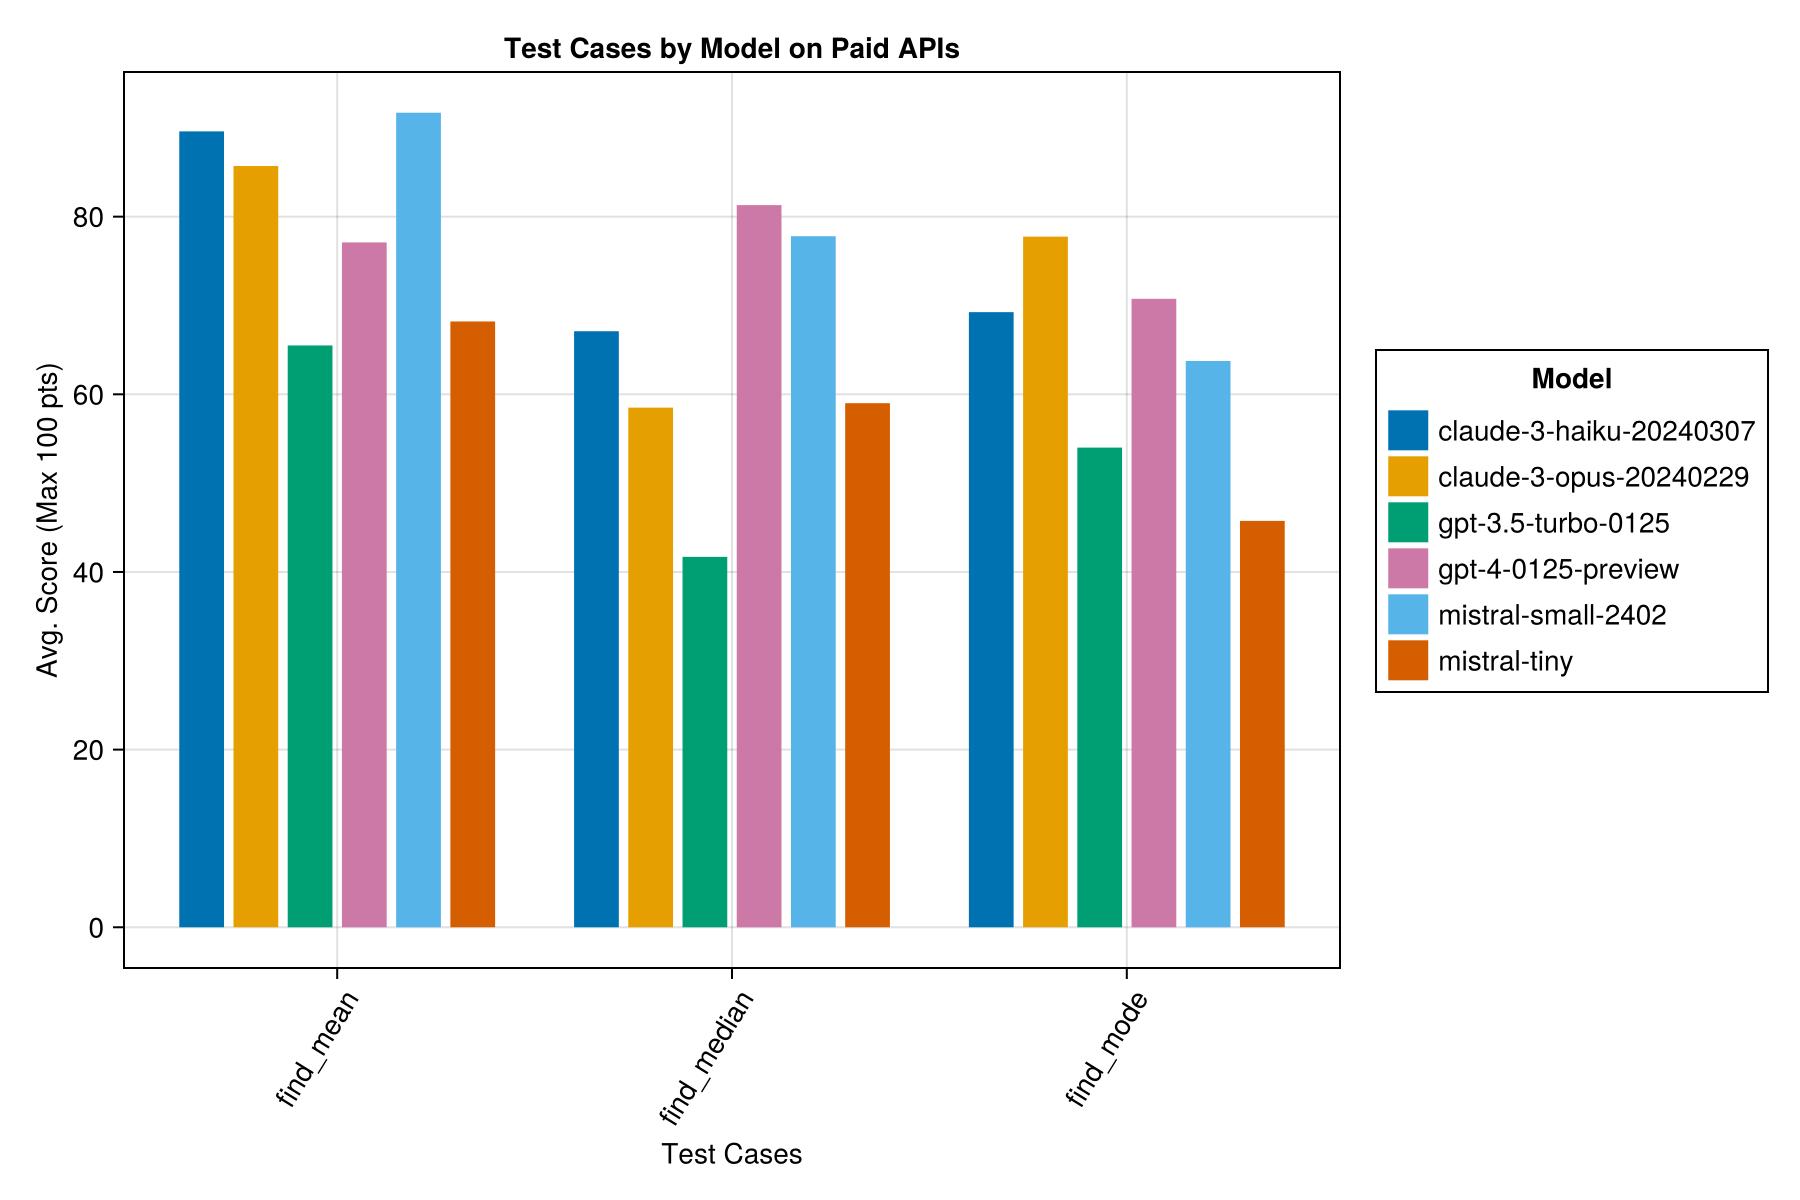 Test Cases by Model on Paid APIs
Avg. Score (Max 100 pts)
80
60
40
20
0
find_mean
find_median
find_mode
Test Cases
Model
claude-3-haiku-20240307
claude-3-opus-20240229
gpt-3.5-turbo-0125
gpt-4-0125-preview
mistral-small-2402
mistral-tiny